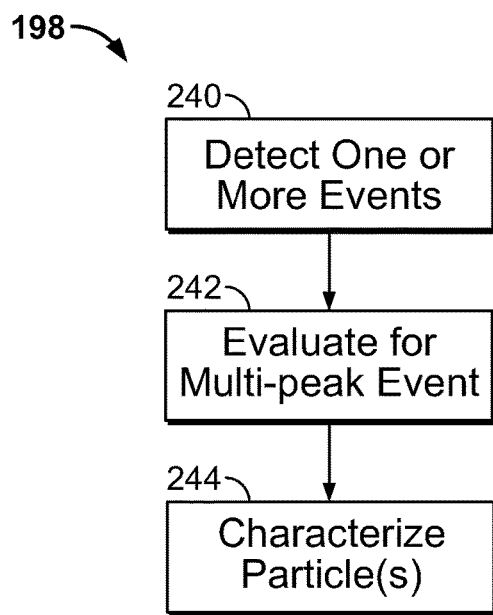 198
240
Detect One or
More Events
242
Evaluate for
Multi-peak Event
244
Characterize
Particle(s)